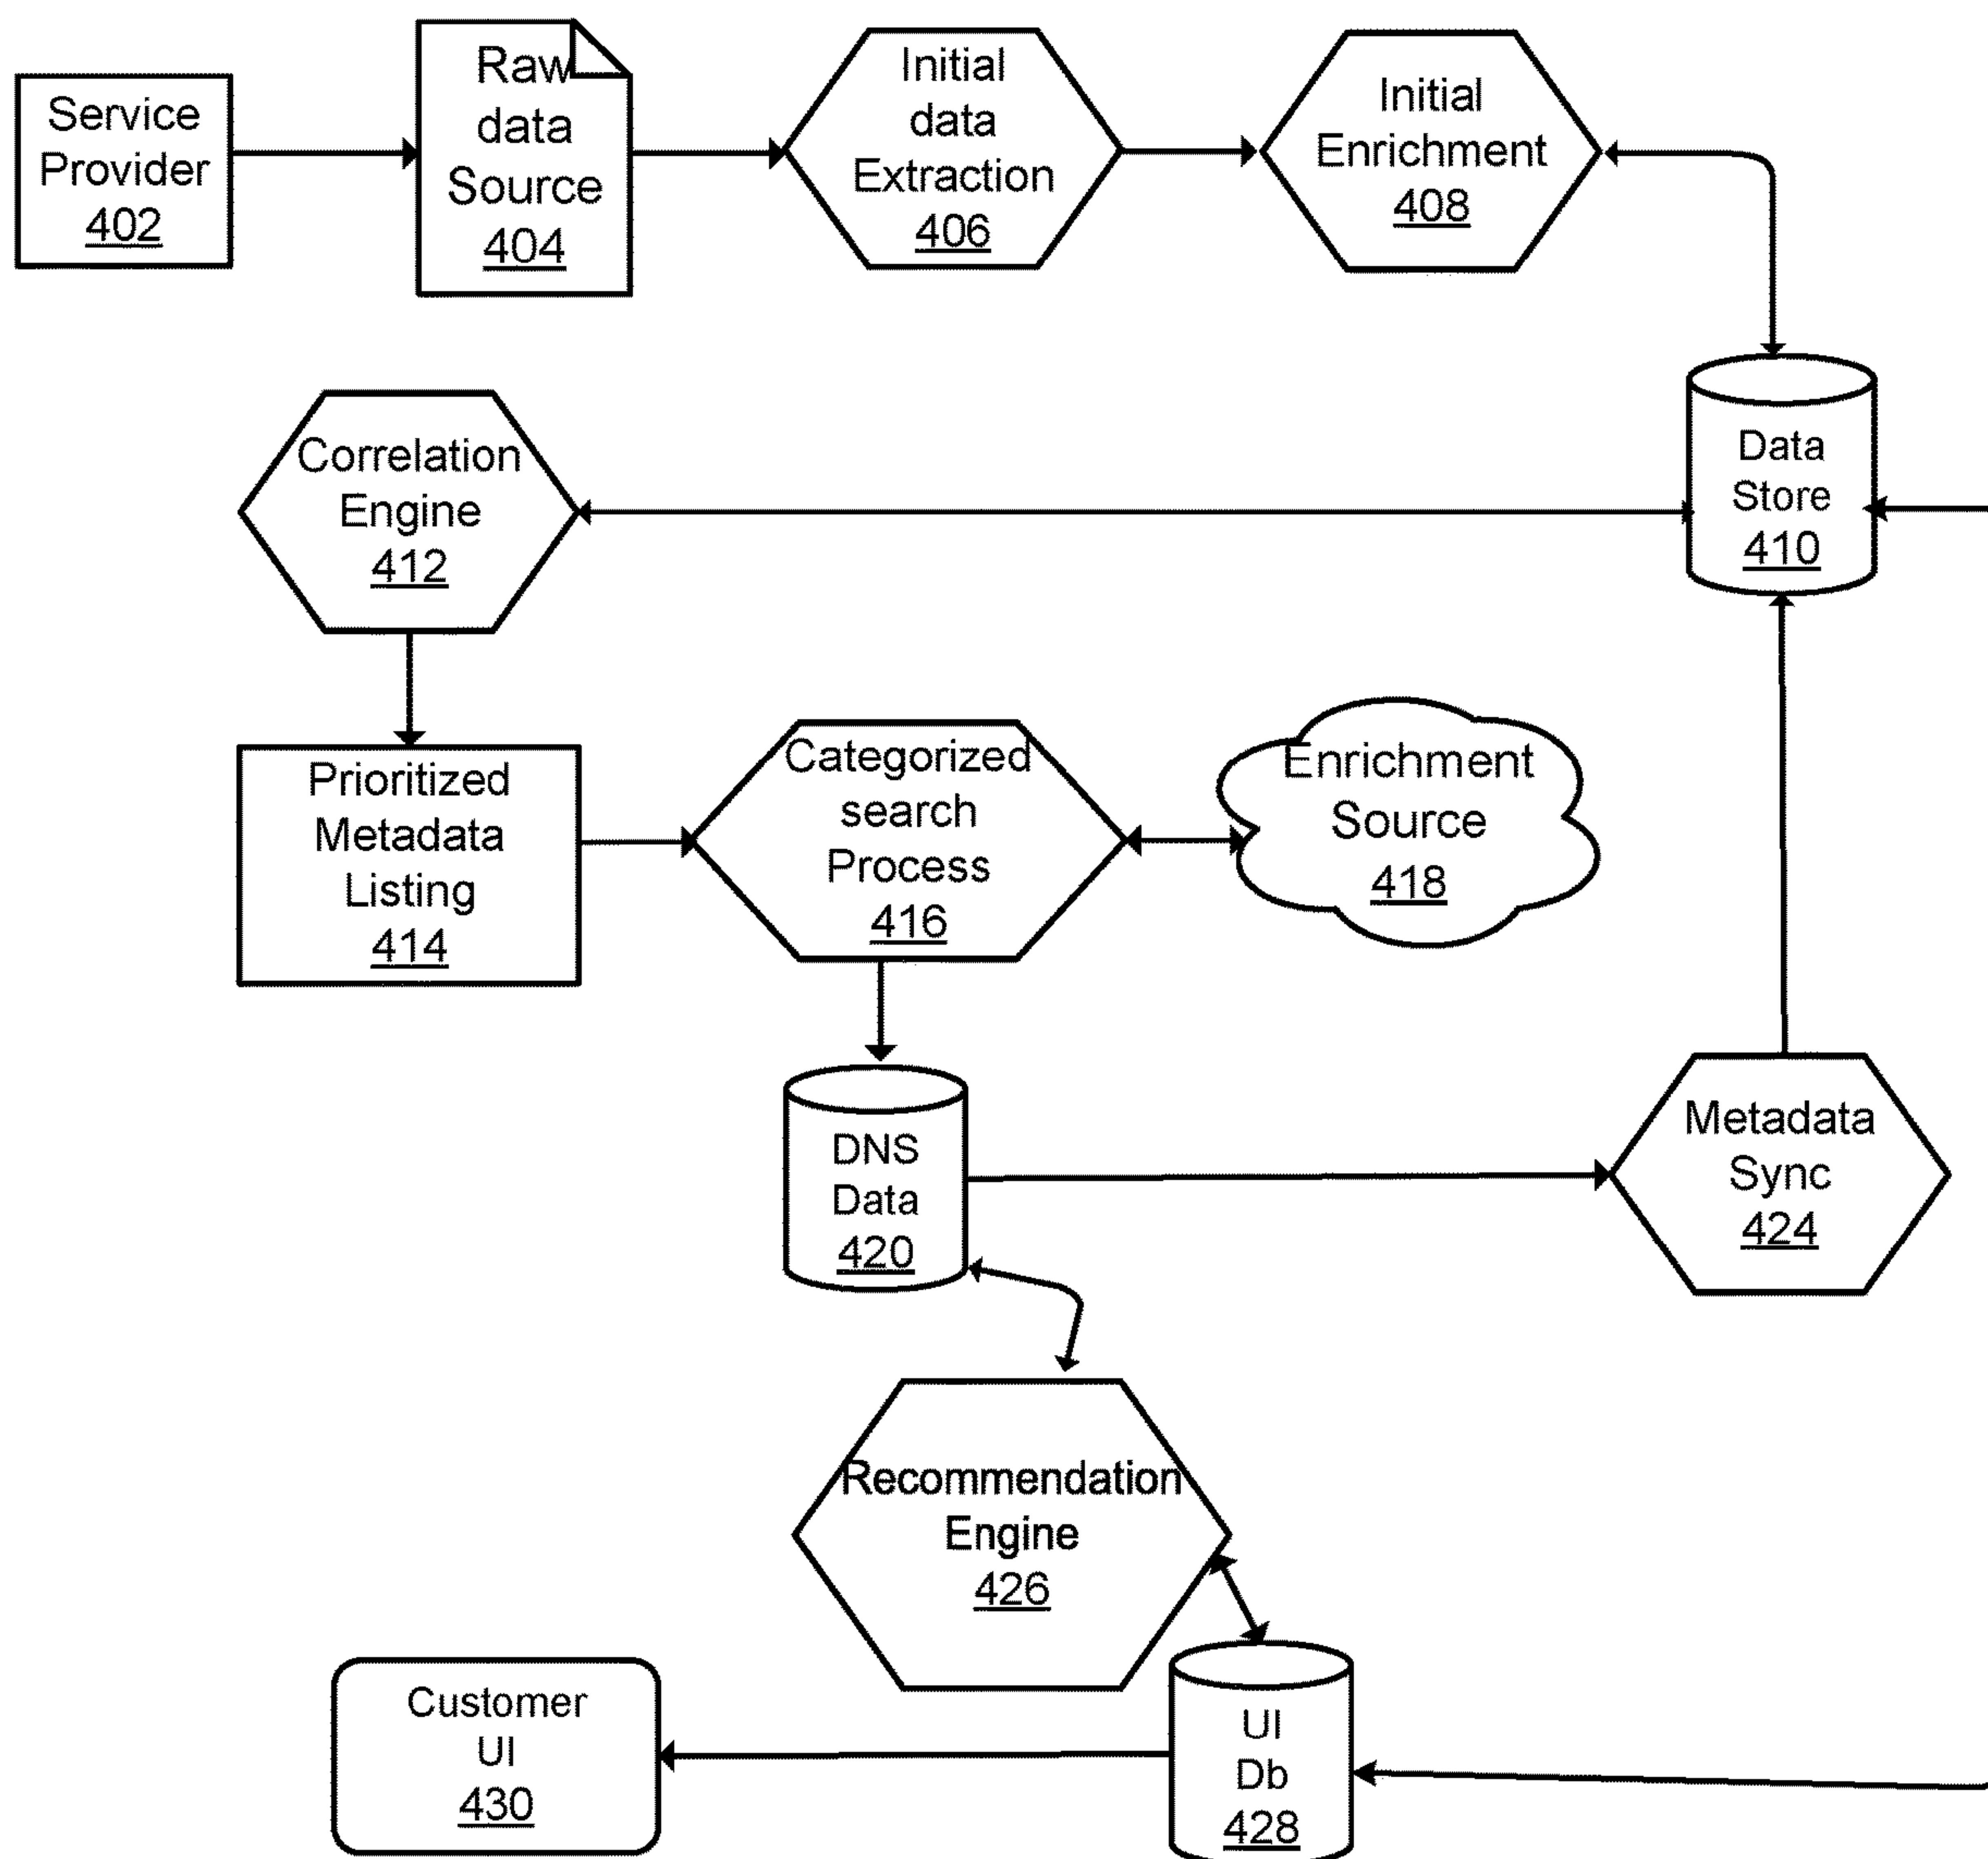 Service
Provider
402
Raw
data
Source
404
Initial
data
Extraction
406
Initial
Enrichment
408
Data
Store
410
Correlation
Engine
412
Prioritized
Metadata
Listing
414
Categorized
search
Process
416
Enrichment
Source
418
DNS
Data
420
Metadata
Sync
424
Recommendation
Engine
426
Customer
UI
430
UI
Db
428